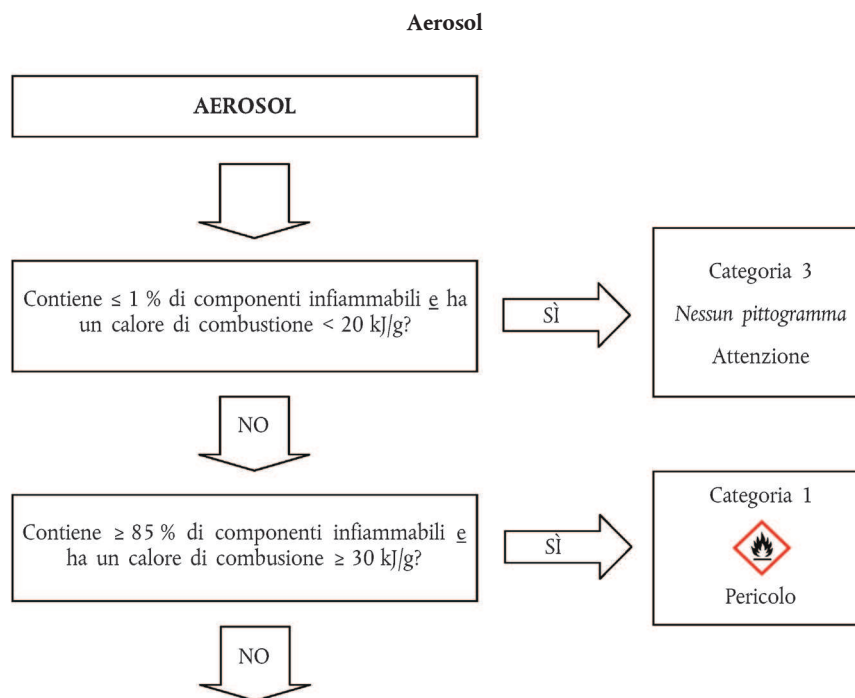 Aerosol
AEROSOL
Contiene ≤ 1 % di componenti infiammabili e ha
un calore di combustione < 20 kJ/g?
SÌ
Categoria 3
Nessun pittogramma
Attenzione
NO
Contiene ≥ 85 % di componenti infiammabili e
ha un calore di combusione ≥ 30 kJ/g?
SÌ
Categoria 1
Pericolo
NO